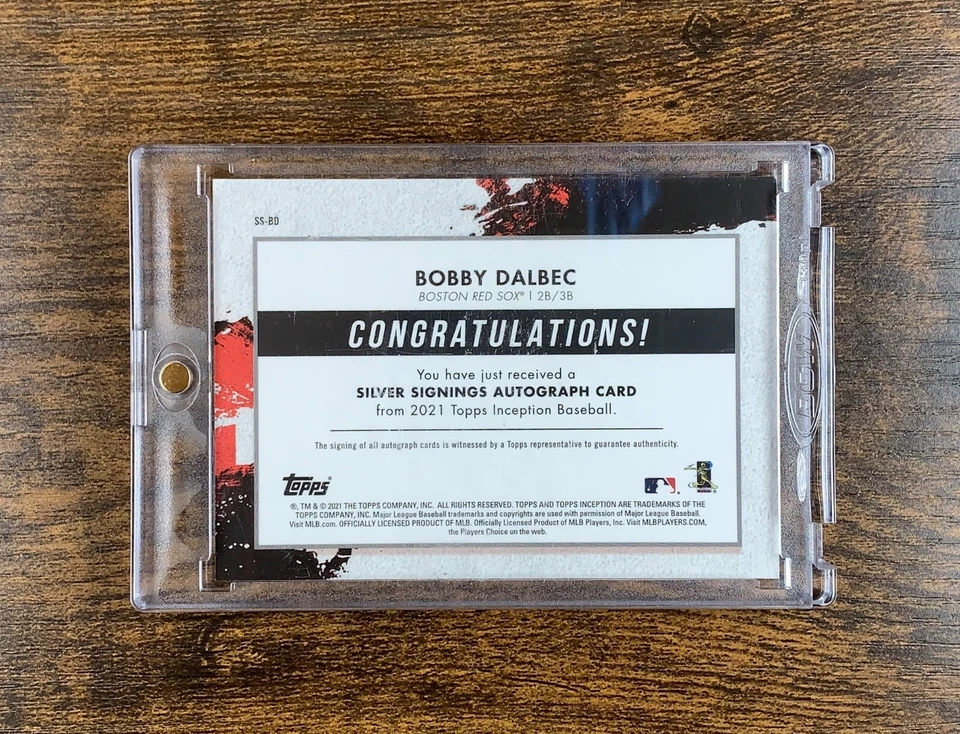 SS-BD
BOBBY DALBEC
BOSTON RED SOX® | 2B/3B
CONGRATULATIONS!
You have just received a
SILVER SIGNINGS AUTOGRAPH CARD
from 2021 Topps Inception Baseball.
The signing of all autograph cards is witnessed by a Topps representative to guarantee authenticity.
Topps®
®, TM & © 2021 THE TOPPS COMPANY, INC. ALL RIGHTS RESERVED. TOPPS AND TOPPS INCEPTION ARE TRADEMARKS OF THE
TOPPS COMPANY, INC. Major League Baseball trademarks and copyrights are used with permission of Major League Baseball.
Visit MLB.com. OFFICIALLY LICENSED PRODUCT OF MLB. Officially Licensed Product of MLB Players, Inc. Visit MLBPLAYERS.COM,
the Players Choice on the web.